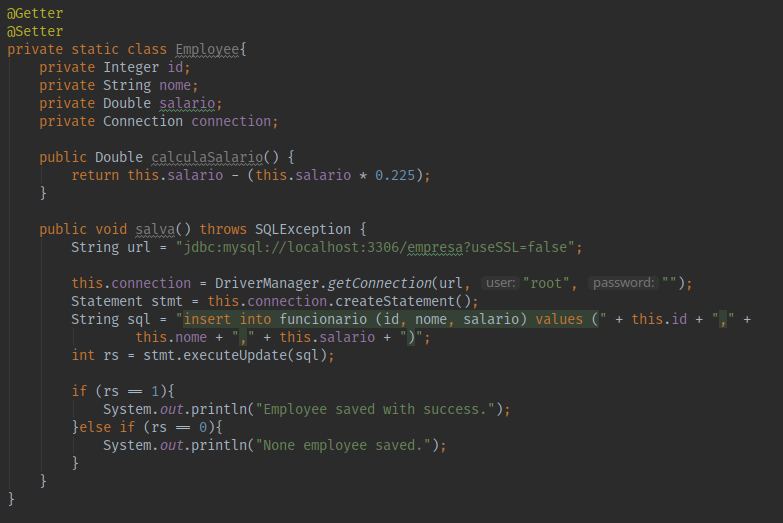 @Getter
@Setter
private static class Employee{
    private Integer id;
    private String nome;
    private Double salario;
    private Connection connection;

    public Double calculaSalario() {
        return this.salario - (this.salario * 0.225);
    }

    public void salva() throws SQLException {
        String url = "jdbc:mysql://localhost:3306/empresa?useSSL=false";

        this.connection = DriverManager.getConnection(url, user: "root", password: "");
        Statement stmt = this.connection.createStatement();
        String sql = "insert into funcionario (id, nome, salario) values (" + this.id + "," +
                this.nome + "," + this.salario + ")";
        int rs = stmt.executeUpdate(sql);

        if (rs == 1){
            System.out.println("Employee saved with success.");
        }else if (rs == 0){
            System.out.println("None employee saved.");
        }
    }
}